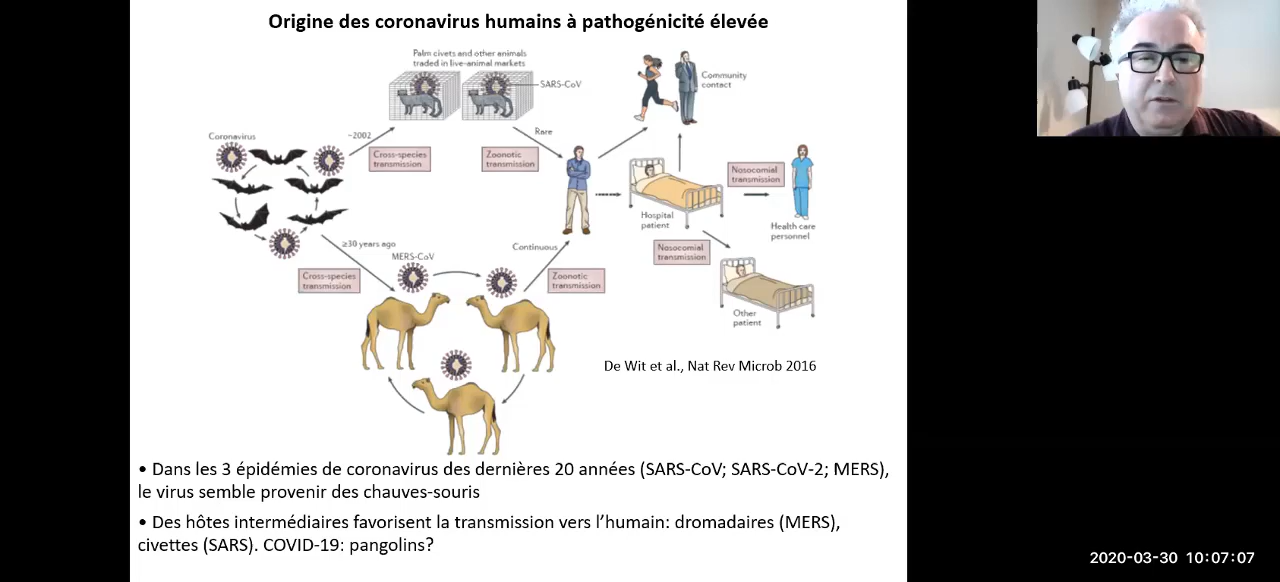 Origine des coronavirus humains à pathogénicité élevée
Palm civets and other animals
traded in live-animal markets
SARS-CoV
Community
contact
Coronavirus
~2002
Rare
Cross-species
transmission
Zoonotic
transmission
Nosocomial
transmission
Hospital
patient
Health care
personnel
≥30 years ago
MERS-CoV
Continuous
Nosocomial
transmission
Cross-species
transmission
Zoonotic
transmission
Other
patient
De Wit et al., Nat Rev Microb 2016
• Dans les 3 épidémies de coronavirus des dernières 20 années (SARS-CoV; SARS-CoV-2; MERS),
le virus semble provenir des chauves-souris
• Des hôtes intermédiaires favorisent la transmission vers l’humain: dromadaires (MERS),
civettes (SARS). COVID-19: pangolins?
2020-03-30 10:07:07